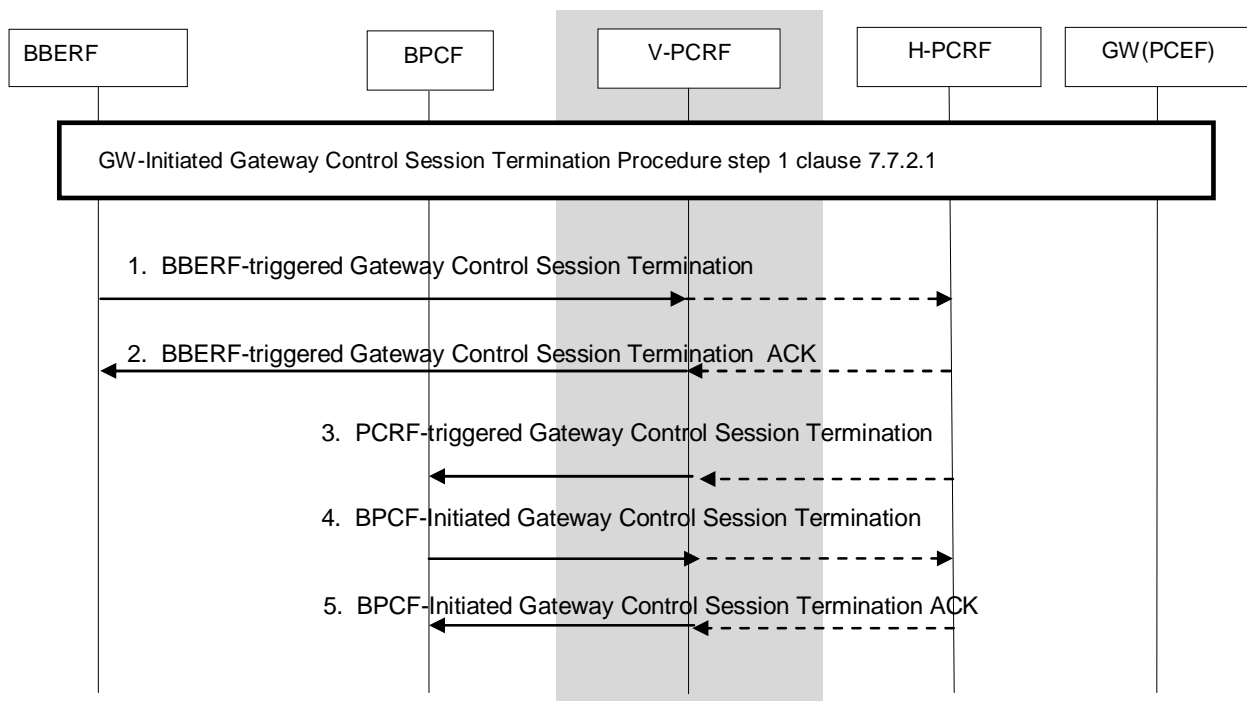 BBERF
BPCF
V-PCRF
H-PCRF
GW(PCEF)
GW-Initiated Gateway Control Session Termination Procedure step 1 clause 7.7.2.1
1. BBERF-triggered Gateway Control Session Termination
2. BBERF-triggered Gateway Control Session Termination ACK
3. PCRF-triggered Gateway Control Session Termination
4. BPCF-Initiated Gateway Control Session Termination
5. BPCF-Initiated Gateway Control Session Termination ACK